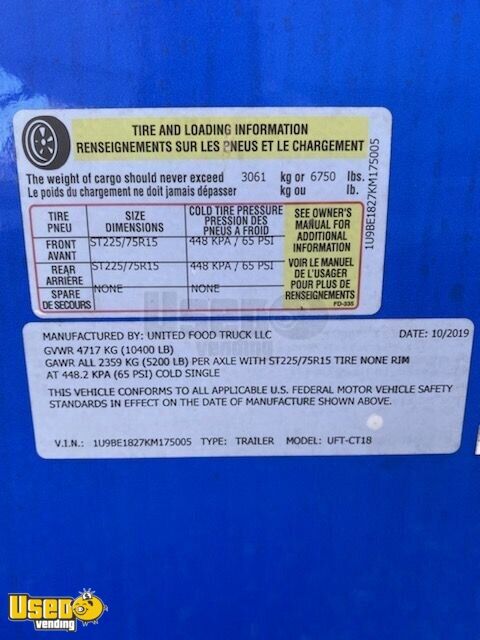 TIRE AND LOADING INFORMATION
RENSEIGNEMENTS SUR LES PNEUS ET LE CHARGEMENT
The weight of cargo should never exceed 3061 kg or 6750 lbs.
Le poids du chargement ne doit jamais dépasser kg ou lb.
TIRE PNEU
SIZE DIMENSIONS
COLD TIRE PRESSURE PRESSION DES PNEUS A FROID
FRONT AVANT ST225/75R15 448 KPA / 65 PSI
REAR ARRIÈRE ST225/75R15 448 KPA / 65 PSI
SPARE DE SECOURS NONE NONE
SEE OWNER'S
MANUAL FOR
ADDITIONAL
INFORMATION
VOIR LE MANUEL
DE L'USAGER
POUR PLUS DE
RENSEIGNEMENTS
FD-335
1U9BE1827KM175005
MANUFACTURED BY: UNITED FOOD TRUCK LLC DATE: 10/2019
GVWR 4717 KG (10400 LB)
GAWR ALL 2359 KG (5200 LB) PER AXLE WITH ST225/75R15 TIRE NONE RIM
AT 448.2 KPA (65 PSI) COLD SINGLE
THIS VEHICLE CONFORMS TO ALL APPLICABLE U.S. FEDERAL MOTOR VEHICLE SAFETY
STANDARDS IN EFFECT ON THE DATE OF MANUFACTURE SHOWN ABOVE.
V.I.N.: 1U9BE1827KM175005 TYPE: TRAILER MODEL: UFT-CT18
Used
vending